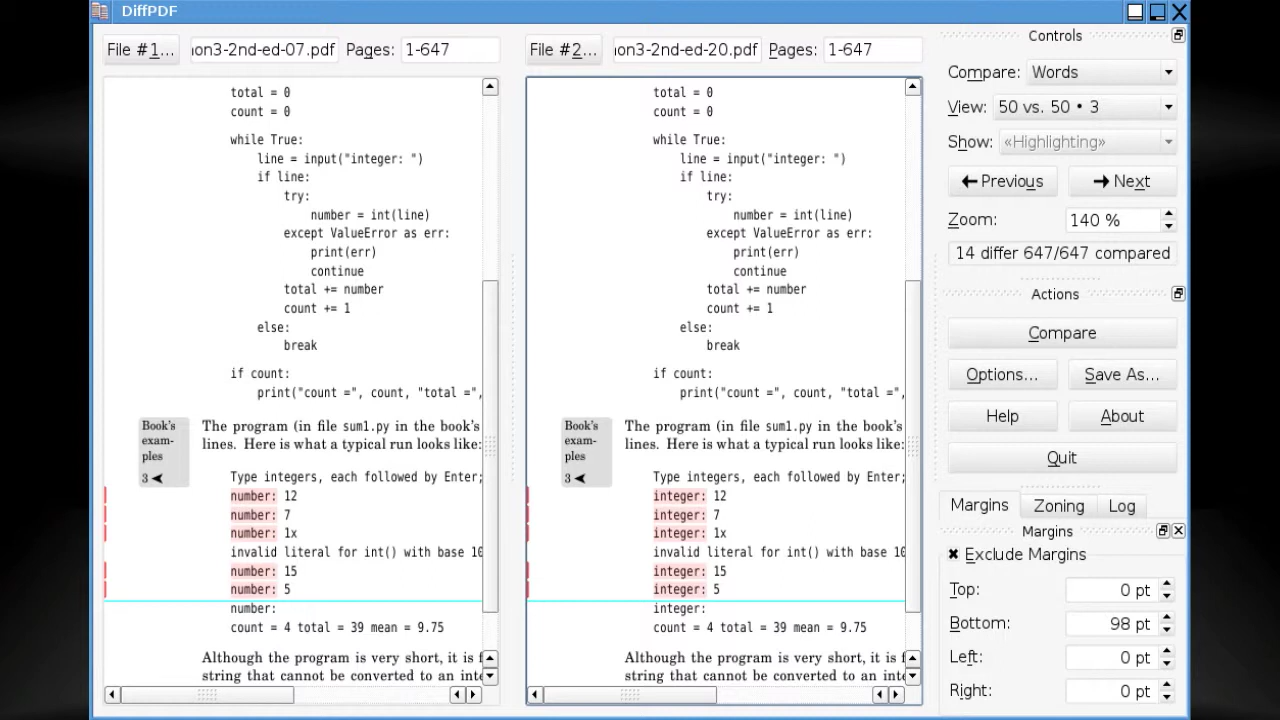 DiffPDF
File #1... on3-2nd-ed-07.pdf Pages: 1-647
total = 0
count = 0
while True:
line = input("integer: ")
if line:
try:
number = int(line)
except ValueError as err:
print(err)
continue
total += number
count += 1
else:
break
if count:
print("count =", count, "total =",
Book's
exam-
ples
3
The program (in file sum1.py in the book's
lines. Here is what a typical run looks like:
Type integers, each followed by Enter;
number: 12
number: 7
number: 1x
invalid literal for int() with base 10
number: 15
number: 5
number:
count = 4 total = 39 mean = 9.75
Although the program is very short, it is f
string that cannot be converted to an inte
File #2... on3-2nd-ed-20.pdf Pages: 1-647
total = 0
count = 0
while True:
line = input("integer: ")
if line:
try:
number = int(line)
except ValueError as err:
print(err)
continue
total += number
count += 1
else:
break
if count:
print("count =", count, "total =",
Book's
exam-
ples
3
The program (in file sum1.py in the book's
lines. Here is what a typical run looks like:
Type integers, each followed by Enter;
integer: 12
integer: 7
integer: 1x
invalid literal for int() with base 10
integer: 15
integer: 5
integer:
count = 4 total = 39 mean = 9.75
Although the program is very short, it is f
string that cannot be converted to an inte
Controls
Compare: Words
View: 50 vs. 50 • 3
Show: «Highlighting»
Previous Next
Zoom: 140 %
14 differ 647/647 compared
Actions
Compare
Options... Save As...
Help About
Quit
Margins Zoning Log
Margins
Exclude Margins
Top: 0 pt
Bottom: 98 pt
Left: 0 pt
Right: 0 pt